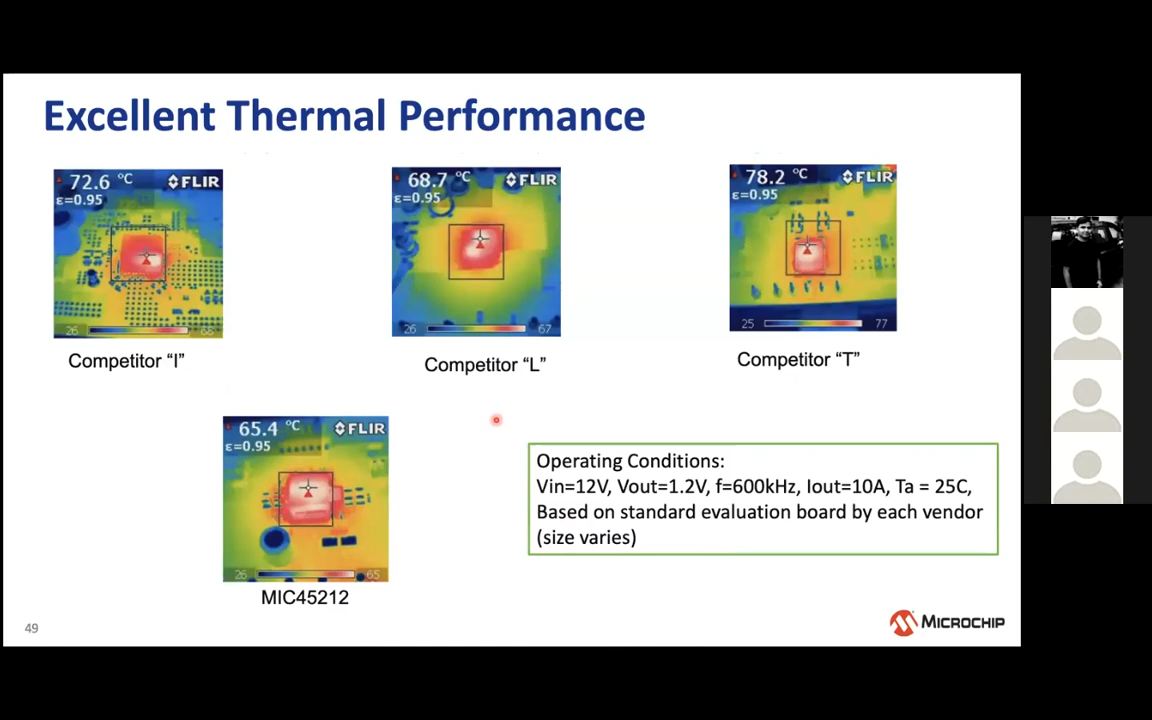 Excellent Thermal Performance
72.6 °C
FLIR
ε=0.95
26
Competitor “I”
68.7 °C
FLIR
ε=0.95
26 67
Competitor “L”
78.2 °C
FLIR
ε=0.95
25 77
Competitor “T”
65.4 °C
FLIR
ε=0.95
26 65
MIC45212
Operating Conditions:
Vin=12V, Vout=1.2V, f=600kHz, Iout=10A, Ta = 25C,
Based on standard evaluation board by each vendor
(size varies)
49
MICROCHIP